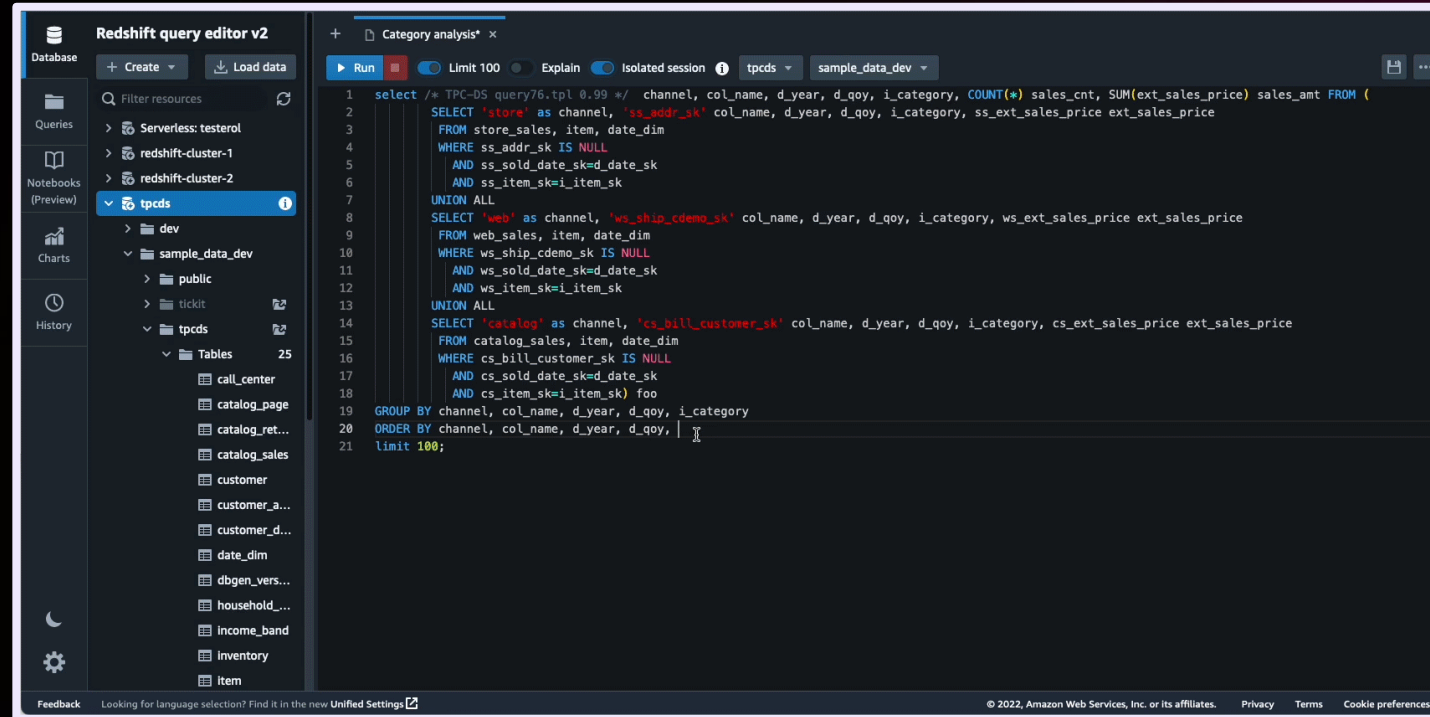 Redshift query editor v2
Create
Load data
Filter resources
Serverless: testerol
redshift-cluster-1
redshift-cluster-2
tpcds
dev
sample_data_dev
public
tickit
tpcds
Tables 25
call_center
catalog_page
catalog_ret...
catalog_sales
customer
customer_a...
customer_d...
date_dim
dbgen_vers...
household_...
income_band
inventory
item
Database
Queries
Notebooks
(Preview)
Charts
History
Category analysis*
Run Limit 100 Explain Isolated session tpcds sample_data_dev
1 select /* TPC-DS query76.tpl 0.99 */ channel, col_name, d_year, d_qoy, i_category, COUNT(*) sales_cnt, SUM(ext_sales_price) sales_amt FROM (
2 SELECT 'store' as channel, 'ss_addr_sk' col_name, d_year, d_qoy, i_category, ss_ext_sales_price ext_sales_price
3 FROM store_sales, item, date_dim
4 WHERE ss_addr_sk IS NULL
5 AND ss_sold_date_sk=d_date_sk
6 AND ss_item_sk=i_item_sk
7 UNION ALL
8 SELECT 'web' as channel, 'ws_ship_cdemo_sk' col_name, d_year, d_qoy, i_category, ws_ext_sales_price ext_sales_price
9 FROM web_sales, item, date_dim
10 WHERE ws_ship_cdemo_sk IS NULL
11 AND ws_sold_date_sk=d_date_sk
12 AND ws_item_sk=i_item_sk
13 UNION ALL
14 SELECT 'catalog' as channel, 'cs_bill_customer_sk' col_name, d_year, d_qoy, i_category, cs_ext_sales_price ext_sales_price
15 FROM catalog_sales, item, date_dim
16 WHERE cs_bill_customer_sk IS NULL
17 AND cs_sold_date_sk=d_date_sk
18 AND cs_item_sk=i_item_sk) foo
19 GROUP BY channel, col_name, d_year, d_qoy, i_category
20 ORDER BY channel, col_name, d_year, d_qoy,
21 limit 100;
Feedback Looking for language selection? Find it in the new Unified Settings © 2022, Amazon Web Services, Inc. or its affiliates. Privacy Terms Cookie preferences